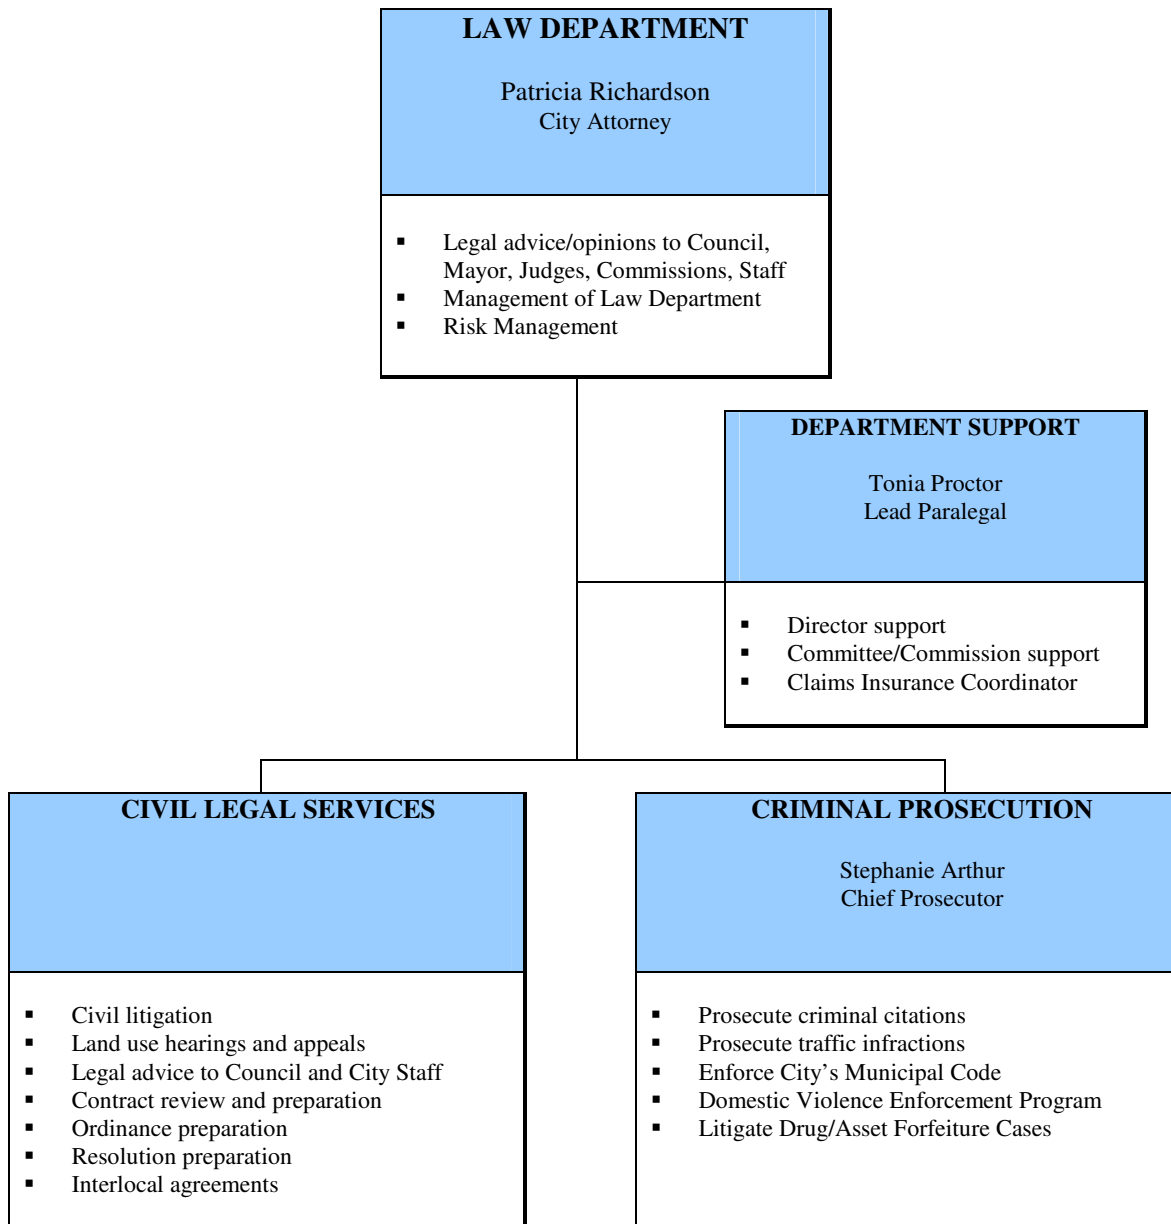 LAW DEPARTMENT
Patricia Richardson
City Attorney
▪ Legal advice/opinions to Council,
Mayor, Judges, Commissions, Staff
▪ Management of Law Department
▪ Risk Management
DEPARTMENT SUPPORT
Tonia Proctor
Lead Paralegal
▪ Director support
▪ Committee/Commission support
▪ Claims Insurance Coordinator
CIVIL LEGAL SERVICES
▪ Civil litigation
▪ Land use hearings and appeals
▪ Legal advice to Council and City Staff
▪ Contract review and preparation
▪ Ordinance preparation
▪ Resolution preparation
▪ Interlocal agreements
CRIMINAL PROSECUTION
Stephanie Arthur
Chief Prosecutor
▪ Prosecute criminal citations
▪ Prosecute traffic infractions
▪ Enforce City’s Municipal Code
▪ Domestic Violence Enforcement Program
▪ Litigate Drug/Asset Forfeiture Cases